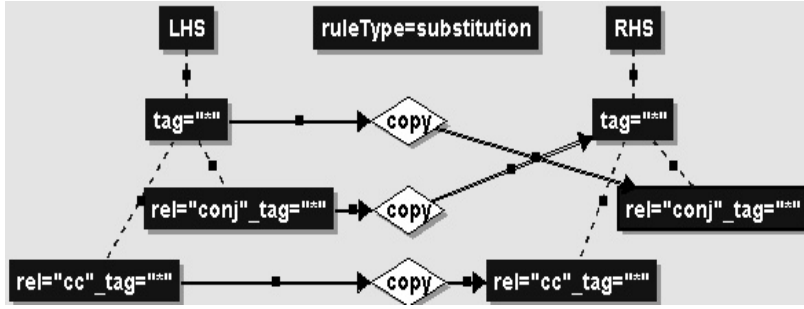 LHS
ruleType=substitution
RHS
tag="*"
copy
tag="*"
rel="conj"_tag="*"
copy
rel="conj"_tag="*"
rel="cc"_tag="*"
copy
rel="cc"_tag="*"